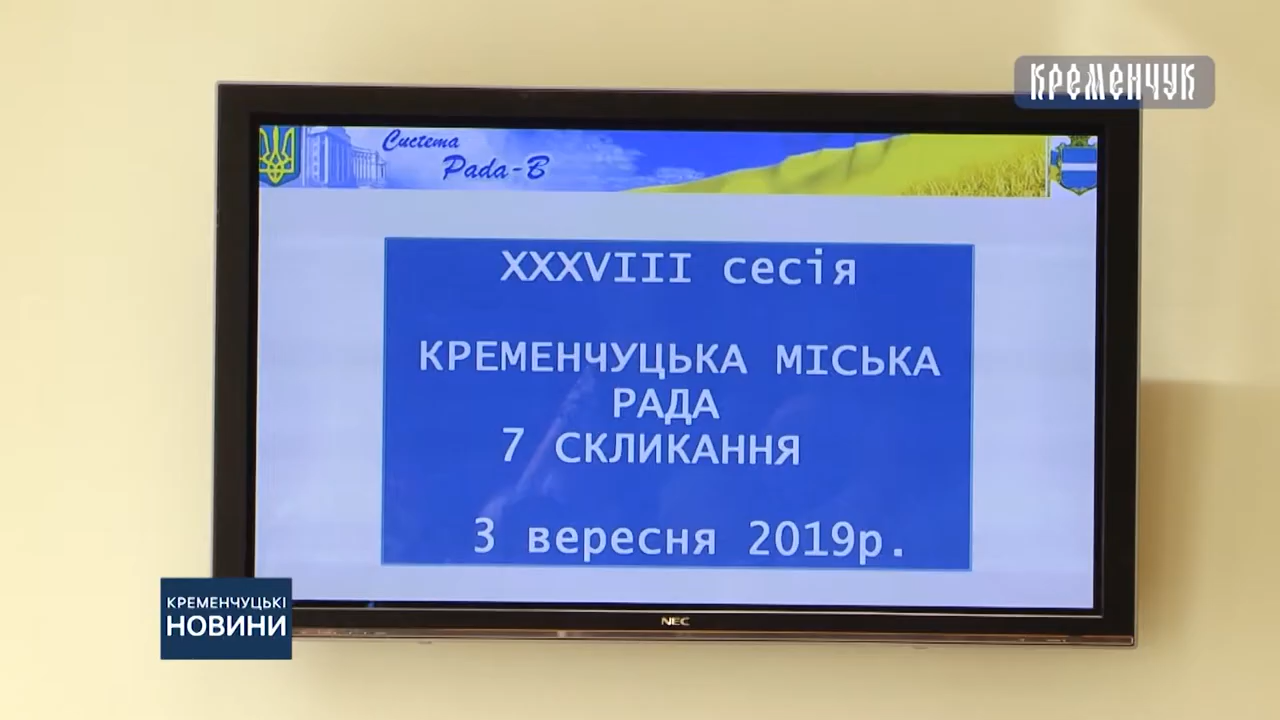 КРЕМЕНЧУК
Система
Рада-В
XXXVIII сесія
КРЕМЕНЧУЦЬКА МІСЬКА
РАДА
7 СКЛИКАННЯ
3 вересня 2019р.
КРЕМЕНЧУЦЬКІ
НОВИНИ
NEC